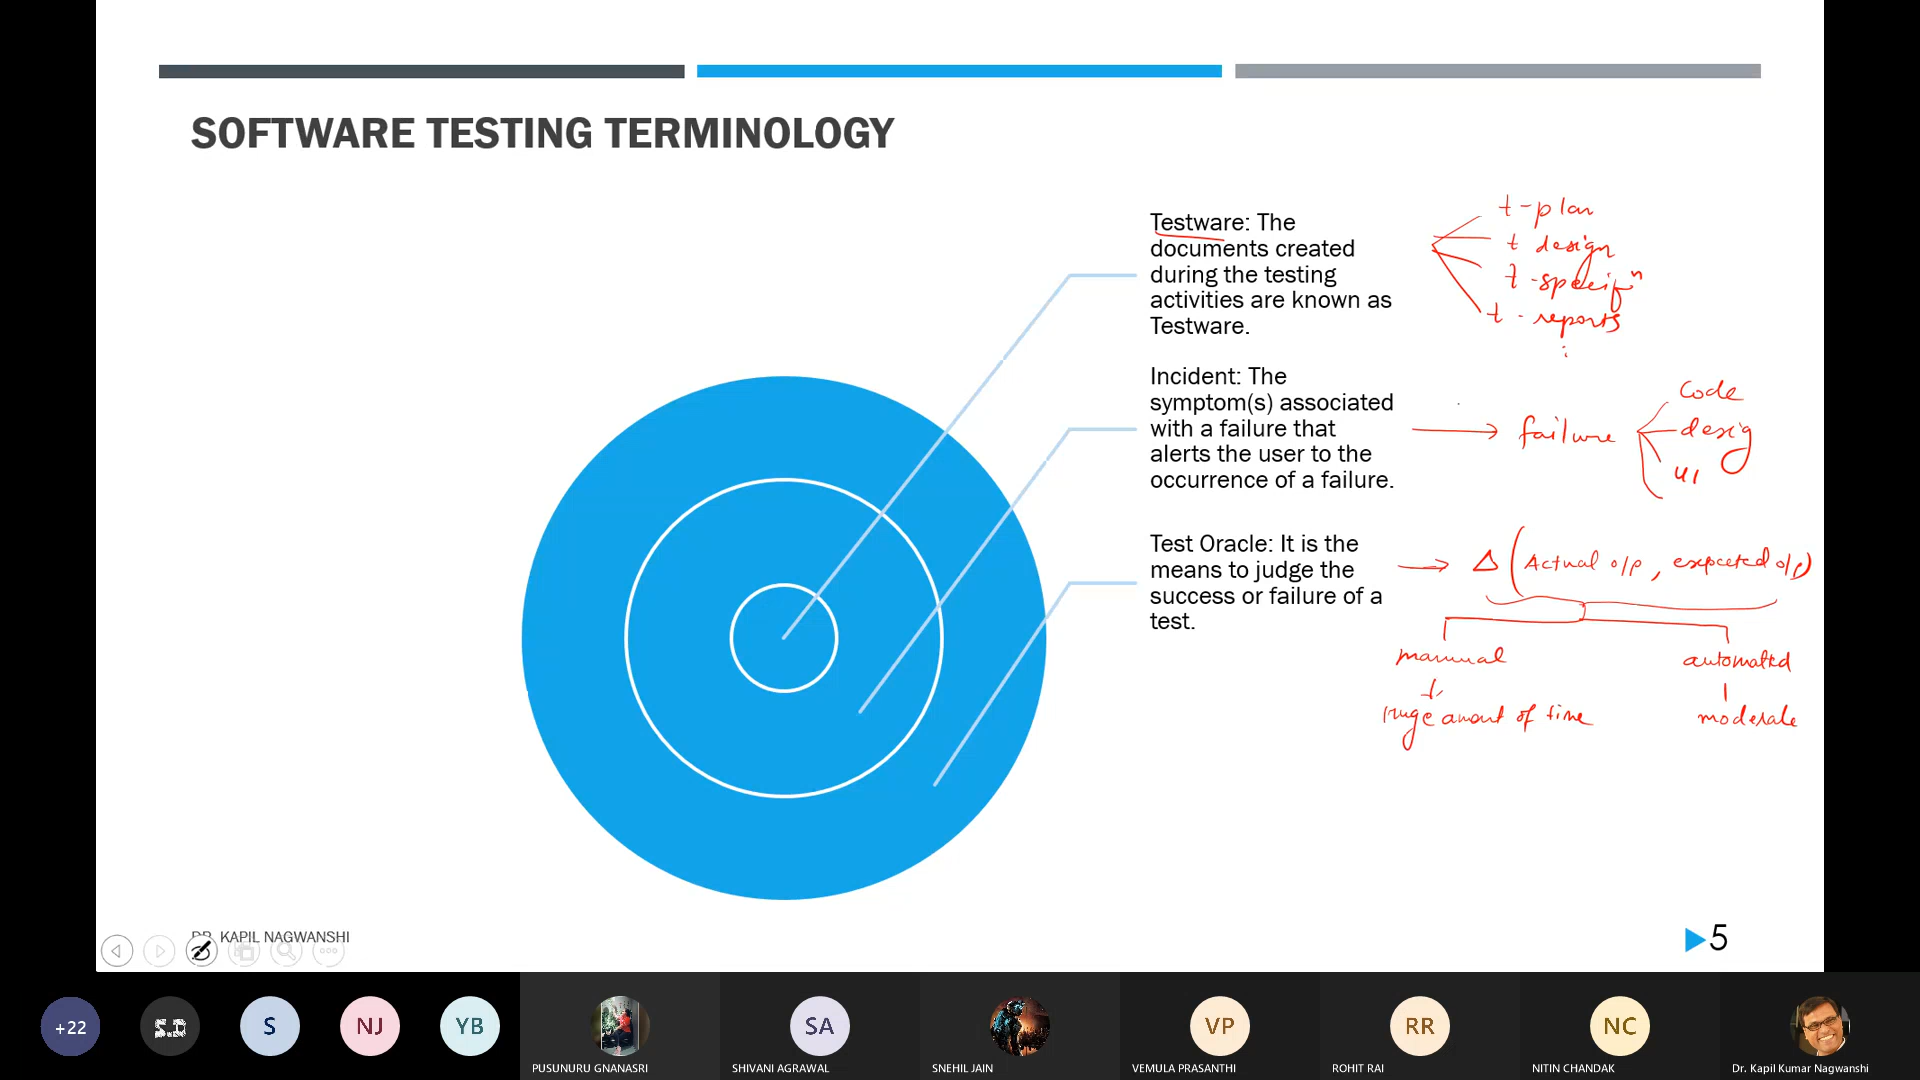 SOFTWARE TESTING TERMINOLOGY
Testware: The
documents created
during the testing
activities are known as
Testware.
t-plan
t design
t-specifⁿ
t-reports
Incident: The
symptom(s) associated
with a failure that
alerts the user to the
occurrence of a failure.
failure
code
desig
UI
Test Oracle: It is the
means to judge the
success or failure of a
test.
Δ (Actual o/p, expected o/p)
manual
automated
huge amount of time
moderate
DR. KAPIL NAGWANSHI
5
+22
S.D
S
NJ
YB
SA
VP
RR
NC
PUSUNURU GNANASRI
SHIVANI AGRAWAL
SNEHIL JAIN
VEMULA PRASANTHI
ROHIT RAI
NITIN CHANDAK
Dr. Kapil Kumar Nagwanshi